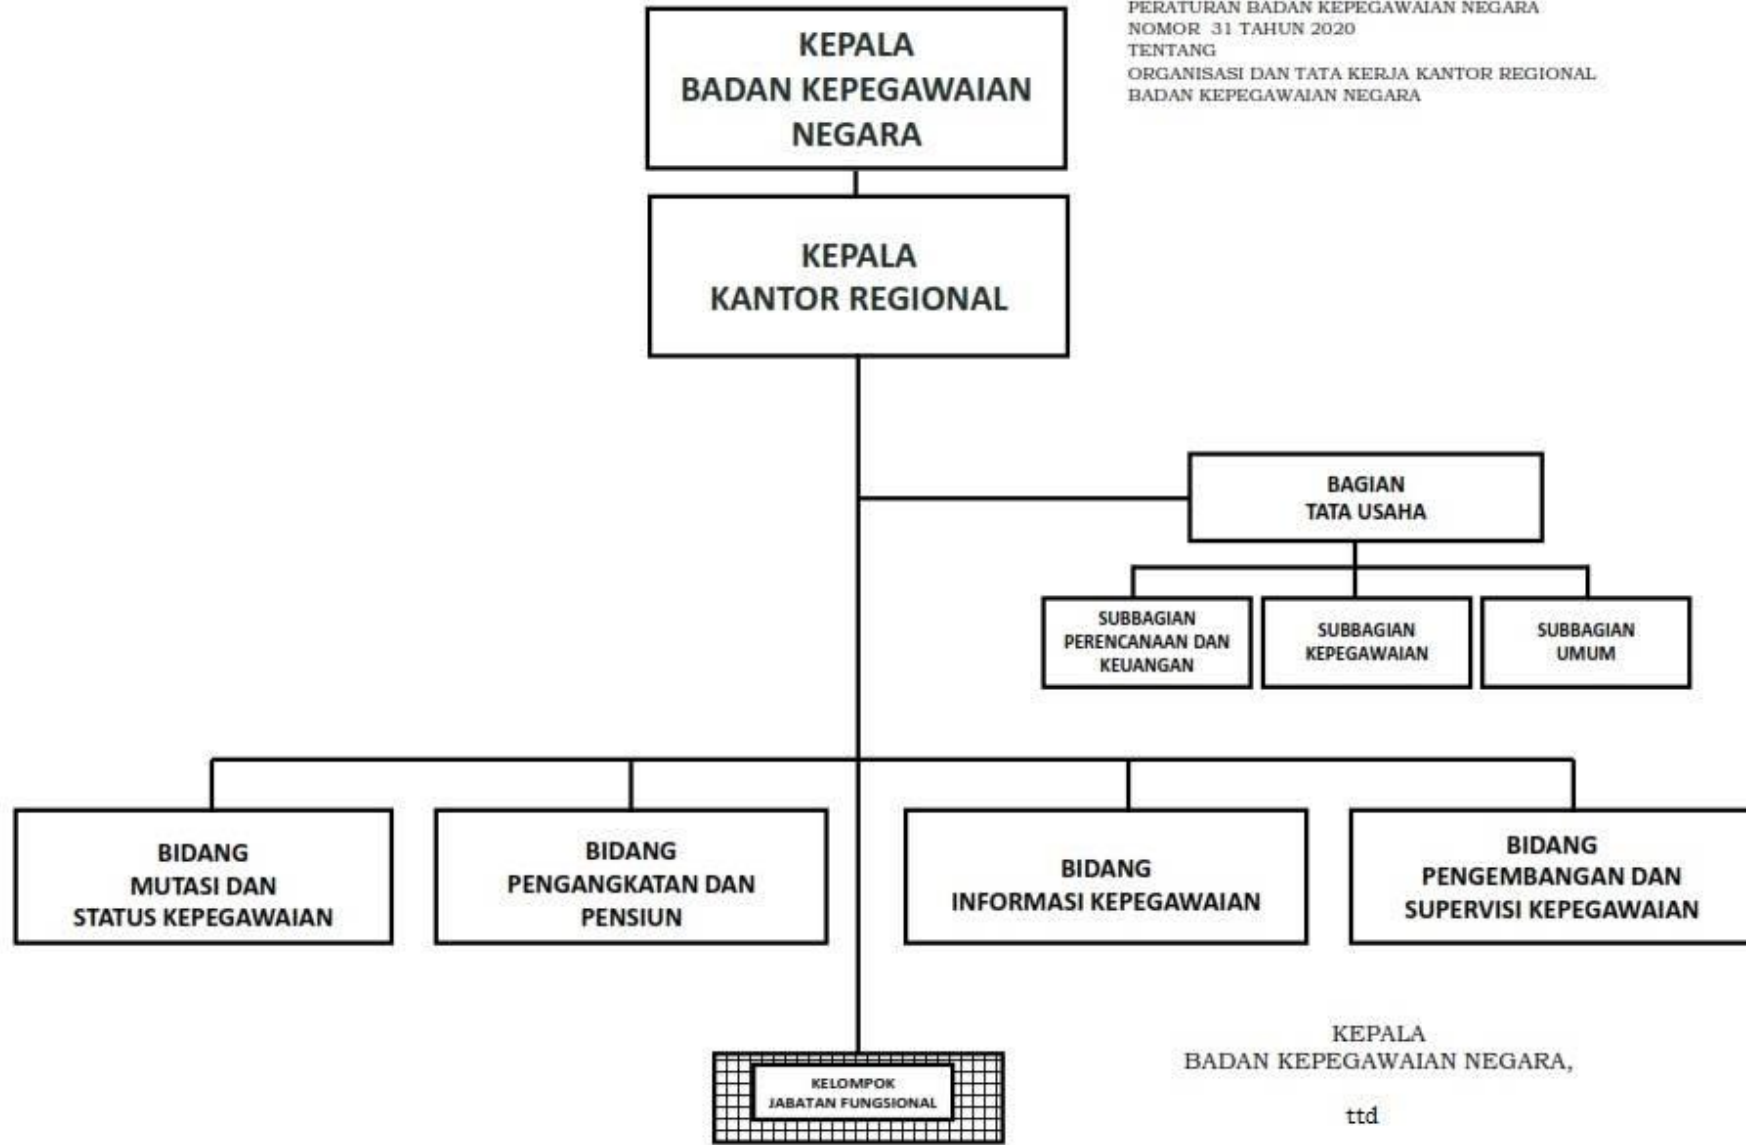 PERATURAN BADAN KEPEGAWAIAN NEGARA
NOMOR 31 TAHUN 2020
TENTANG
ORGANISASI DAN TATA KERJA KANTOR REGIONAL
BADAN KEPEGAWAIAN NEGARA
KEPALA
BADAN KEPEGAWAIAN
NEGARA
KEPALA
KANTOR REGIONAL
BAGIAN
TATA USAHA
SUBBAGIAN
PERENCANAAN DAN
KEUANGAN
SUBBAGIAN
KEPEGAWAIAN
SUBBAGIAN
UMUM
BIDANG
MUTASI DAN
STATUS KEPEGAWAIAN
BIDANG
PENGANGKATAN DAN
PENSIUN
BIDANG
INFORMASI KEPEGAWAIAN
BIDANG
PENGEMBANGAN DAN
SUPERVISI KEPEGAWAIAN
KELOMPOK
JABATAN FUNGSIONAL
KEPALA
BADAN KEPEGAWAIAN NEGARA,
ttd